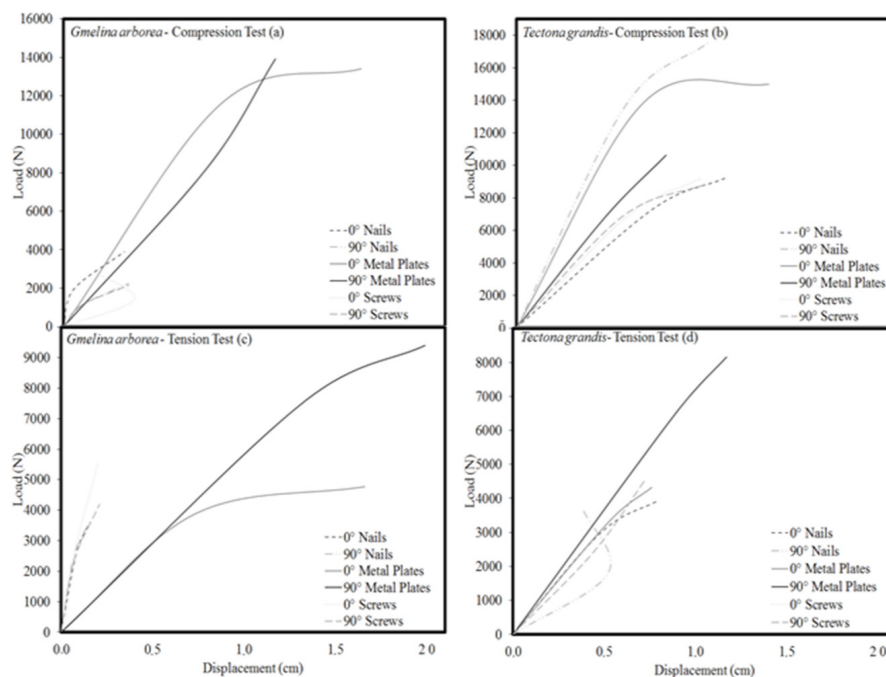 Gmelina arborea - Compression Test (a)
16000
14000
12000
10000
8000
6000
4000
2000
0
Load (N)
0° Nails
90° Nails
0° Metal Plates
90° Metal Plates
0° Screws
90° Screws
Tectona grandis- Compression Test (b)
18000
16000
14000
12000
10000
8000
6000
4000
2000
0
Load (N)
0° Nails
90° Nails
0° Metal Plates
90° Metal Plates
0° Screws
90° Screws
Gmelina arborea - Tension Test (c)
9000
8000
7000
6000
5000
4000
3000
2000
1000
0
Load (N)
0° Nails
90° Nails
0° Metal Plates
90° Metal Plates
0° Screws
90° Screws
0.0 0,5 1.0 1,5 2 0
Displacement (cm)
Tectona grandis- Tension Test (d)
8000
7000
6000
5000
4000
3000
2000
1000
0
Load (N)
0° Nails
90° Nails
0° Metal Plates
90° Metal Plates
0° Screws
90° Screws
0.0 0.5 1.0 1.5 2.0
Displacement (cm)